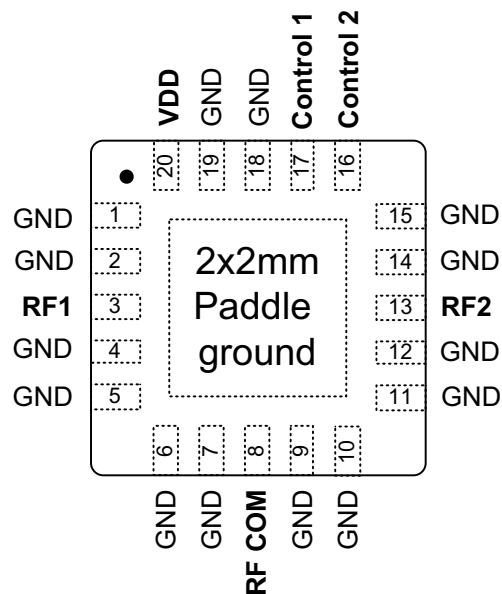 VDD
GND
GND
Control 1
Control 2
20
19
18
17
16
GND 1
GND 2
RF1 3
GND 4
GND 5
2x2mm
Paddle
ground
15 GND
14 GND
13 RF2
12 GND
11 GND
6
7
8
9
10
GND
GND
RF COM
GND
GND